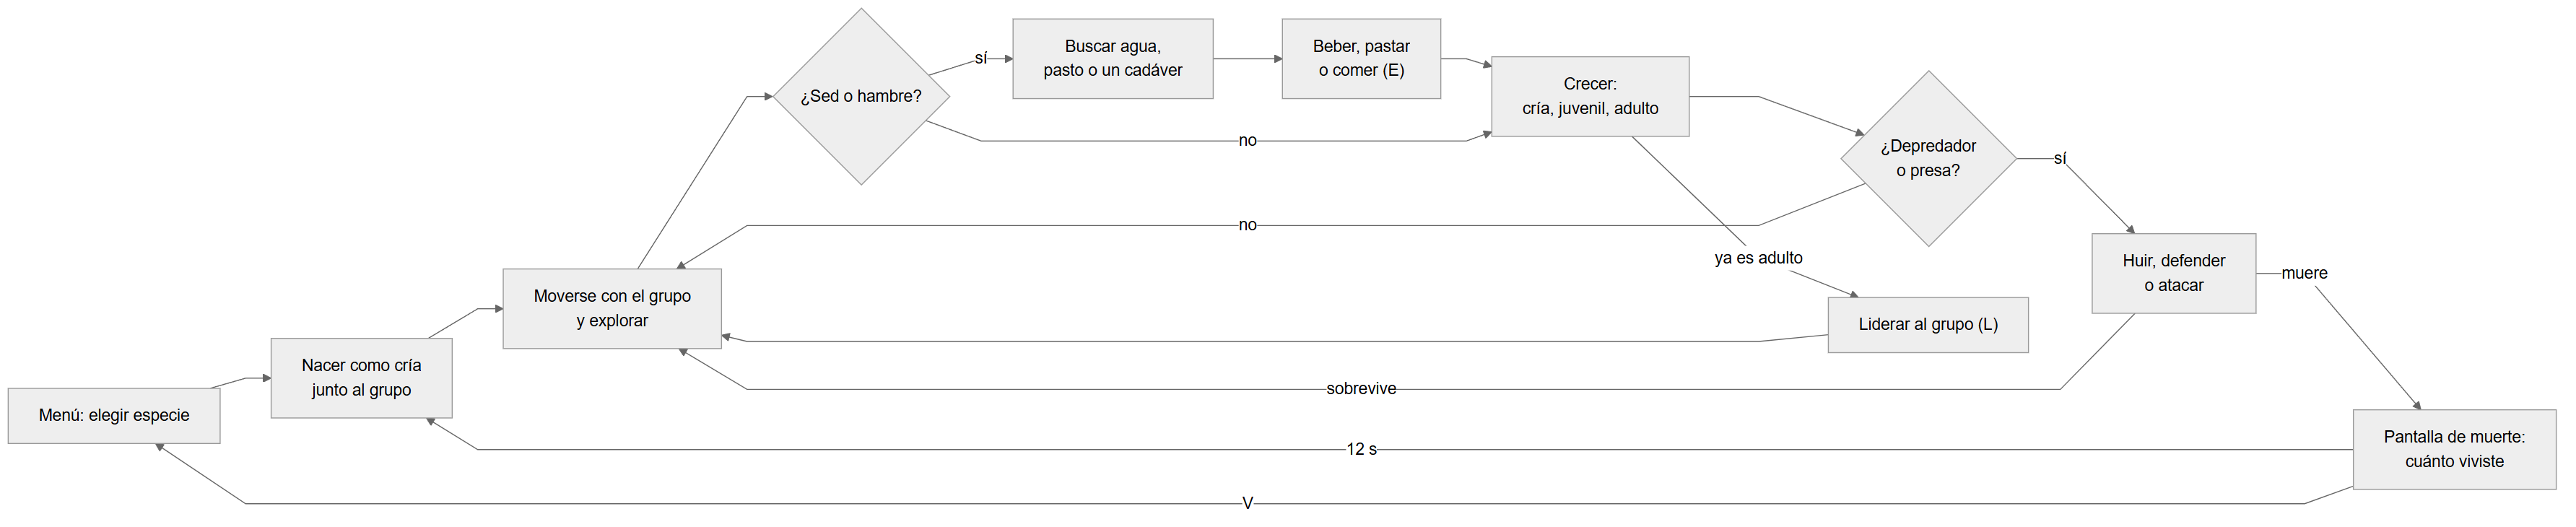 ¿Sed o hambre?
sí
Buscar agua,
pasto o un cadáver
Beber, pastar
o comer (E)
Crecer:
cría, juvenil, adulto
no
¿Depredador
o presa?
sí
no
ya es adulto
Huir, defender
o atacar
muere
Moverse con el grupo
y explorar
Liderar al grupo (L)
Nacer como cría
junto al grupo
sobrevive
Menú: elegir especie
12 s
Pantalla de muerte:
cuánto viviste
V